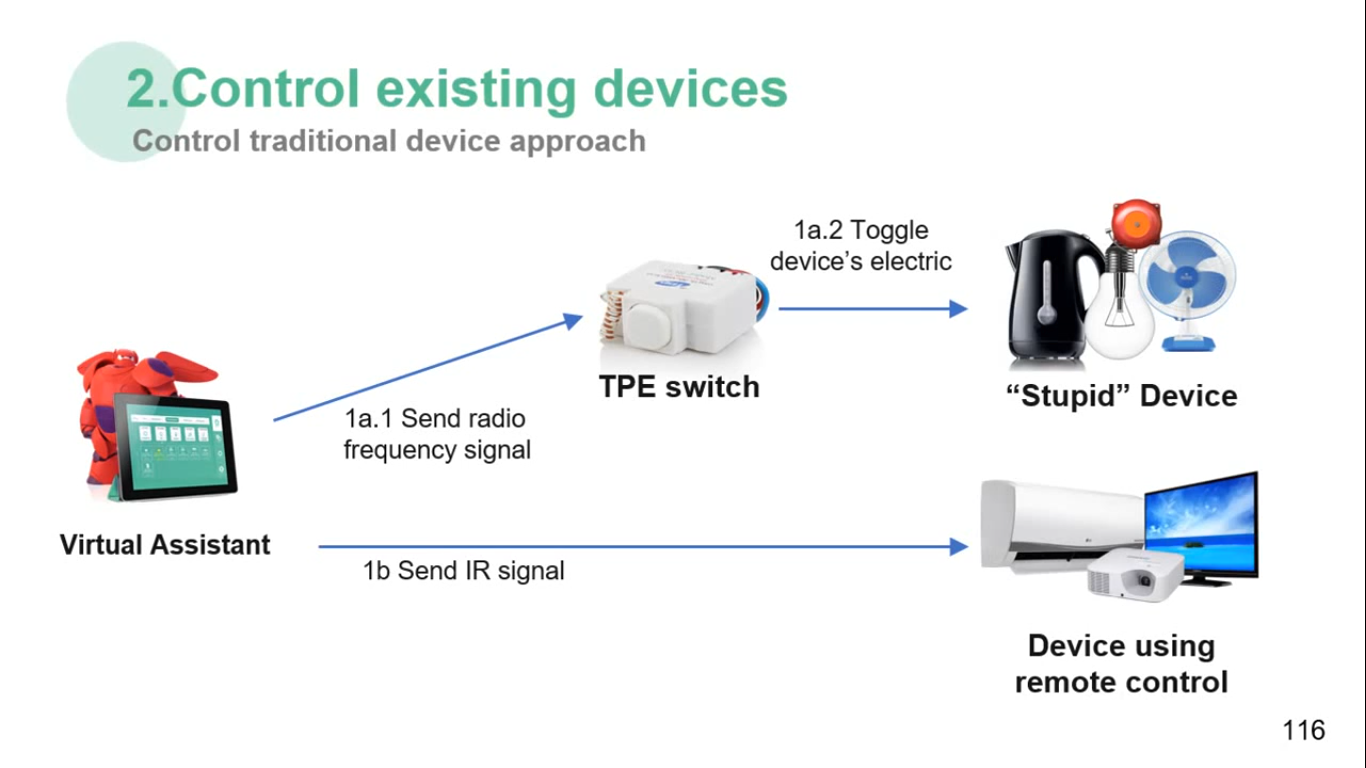 2.Control existing devices
Control traditional device approach
1a.2 Toggle
device’s electric
TPE switch
“Stupid” Device
1a.1 Send radio
frequency signal
Virtual Assistant
1b Send IR signal
Device using
remote control
116